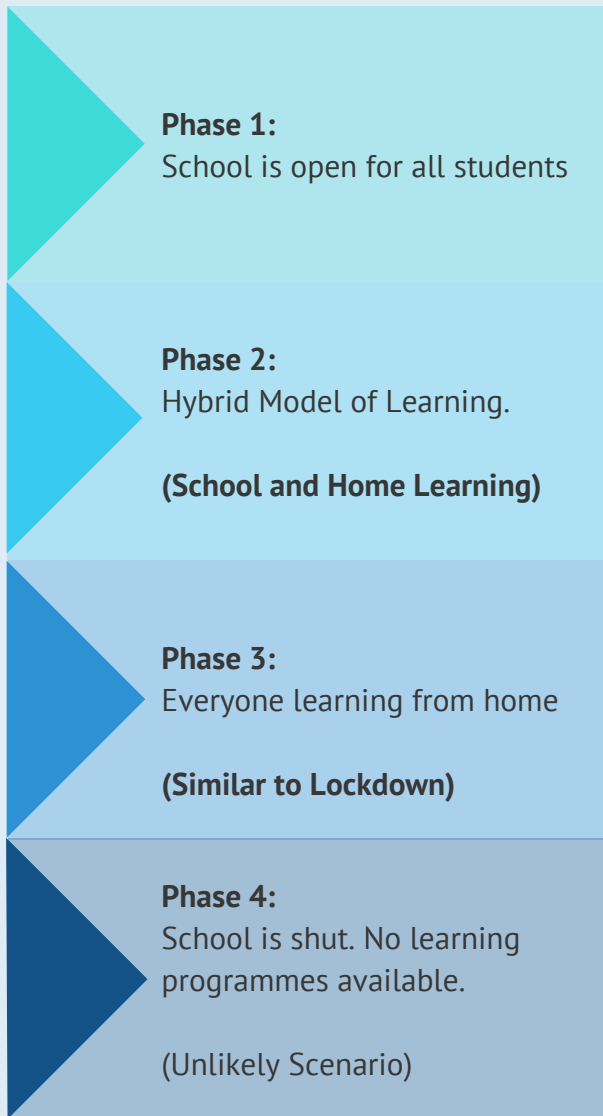 Phase 1:
School is open for all students
Phase 2:
Hybrid Model of Learning.
(School and Home Learning)
Phase 3:
Everyone learning from home
(Similar to Lockdown)
Phase 4:
School is shut. No learning
programmes available.
(Unlikely Scenario)